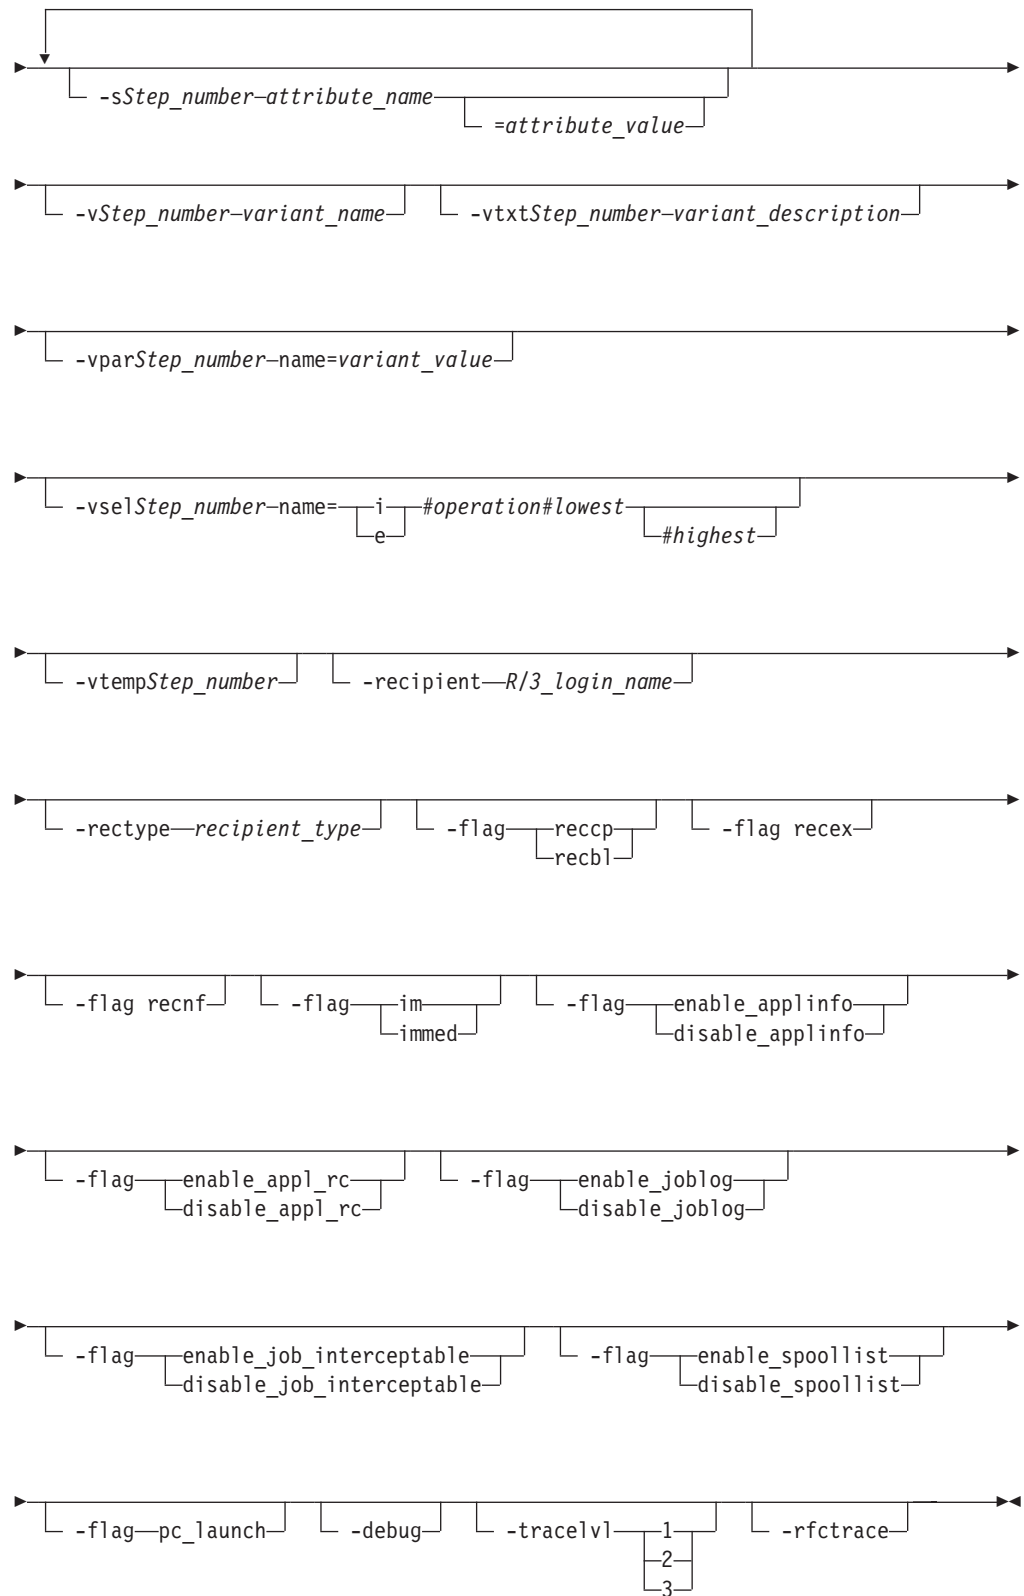 -sStep_number attribute_name
=attribute_value
-vStep_number variant_name -vtxtStep_number variant_description
-vparStep_number name=variant_value
-vselStep_number name= i #operation#lowest
e #highest
-vtempStep_number -recipient R/3_login_name
-rectype recipient_type -flag reccp -flag recex
recbl
-flag recnf -flag im -flag enable_applinfo
immed disable_applinfo
-flag enable_appl_rc -flag enable_joblog
disable_appl_rc disable_joblog
-flag enable_job_interceptable -flag enable_spoollist
disable_job_interceptable disable_spoollist
-flag pc_launch -debug -tracelvl 1 -rfctrace
2
3